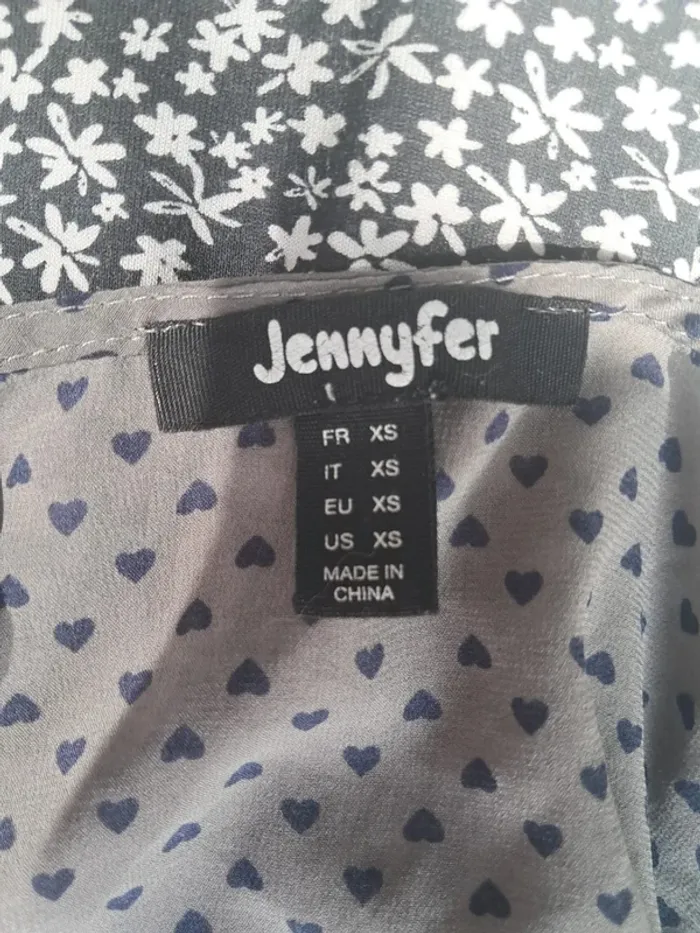 Jennyfer
FR XS
IT XS
EU XS
US XS
MADE IN
CHINA